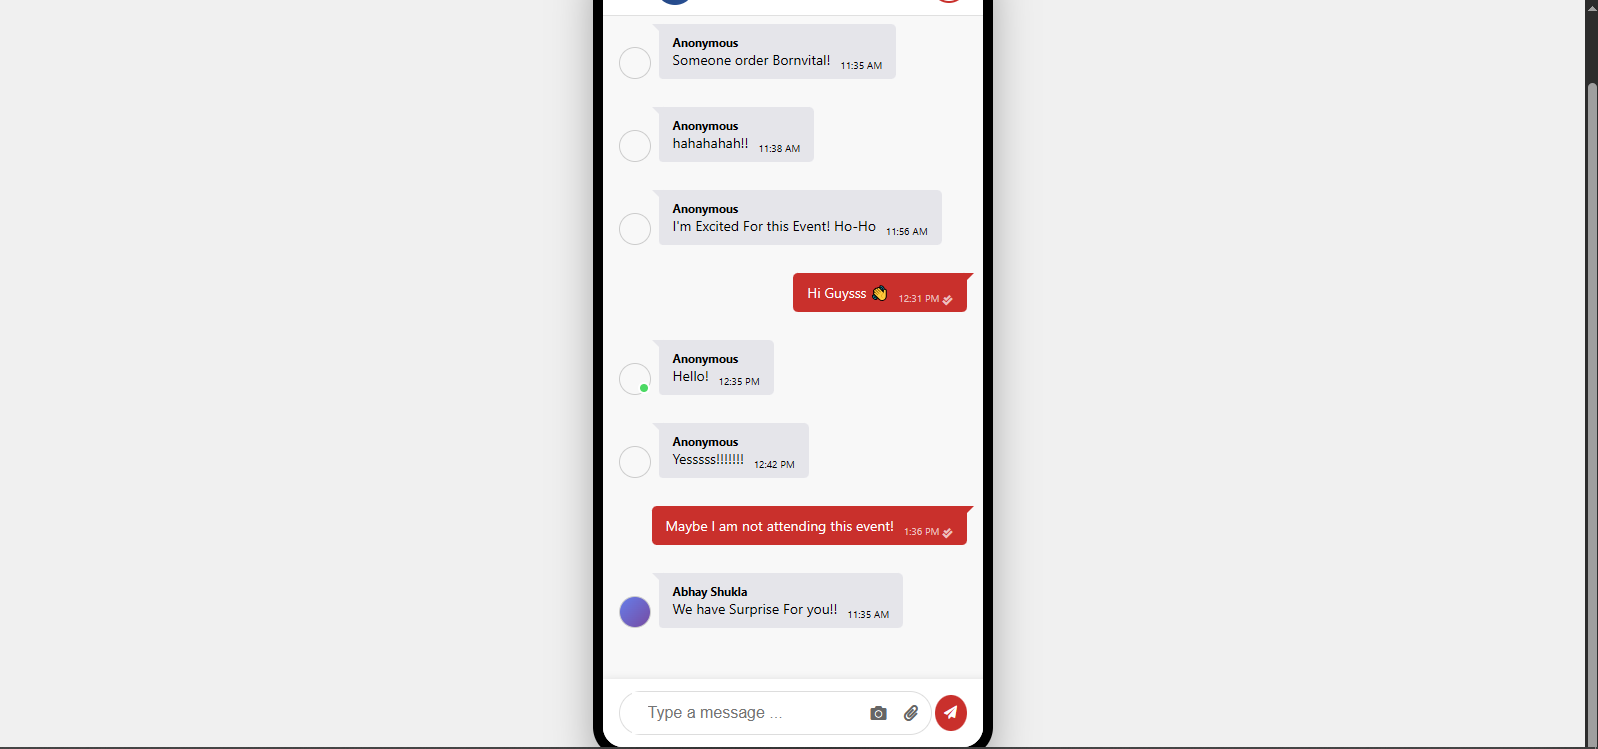 Anonymous
Someone order Bornvital! 11:35 AM
Anonymous
hahahahah!! 11:38 AM
Anonymous
I'm Excited For this Event! Ho-Ho 11:56 AM
Hi Guysss 👏 12:31 PM
Anonymous
Hello! 12:35 PM
Anonymous
Yesssss!!!!!!! 12:42 PM
Maybe I am not attending this event! 1:36 PM
Abhay Shukla
We have Surprise For you!! 11:35 AM
Type a message ...